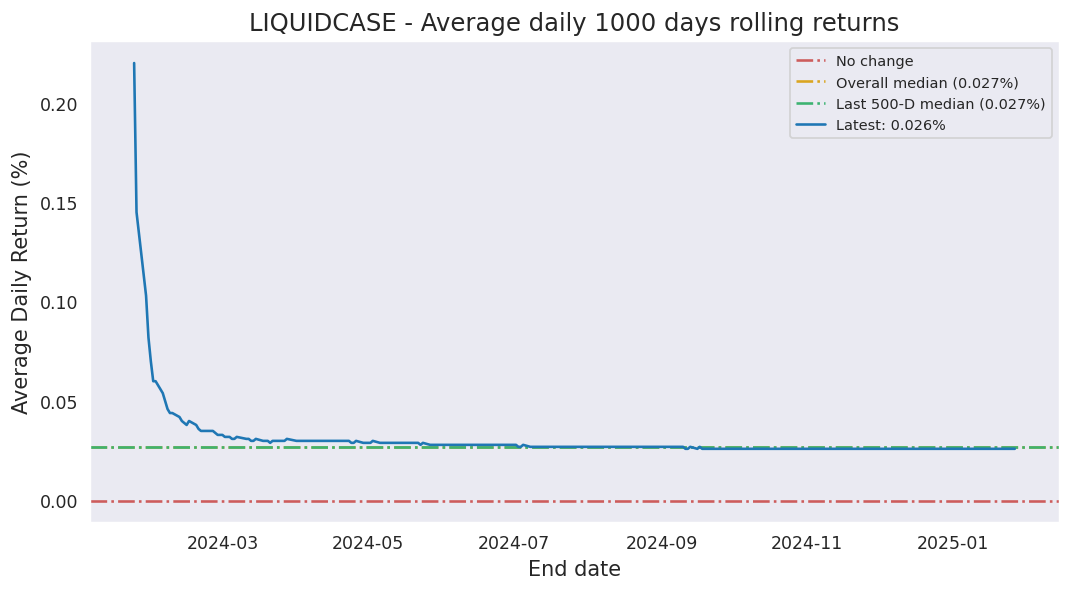 LIQUIDCASE - Average daily 1000 days rolling returns
No change
Overall median (0.027%)
Last 500-D median (0.027%)
Latest: 0.026%
Average Daily Return (%)
0.20
0.15
0.10
0.05
0.00
2024-03 2024-05 2024-07 2024-09 2024-11 2025-01
End date